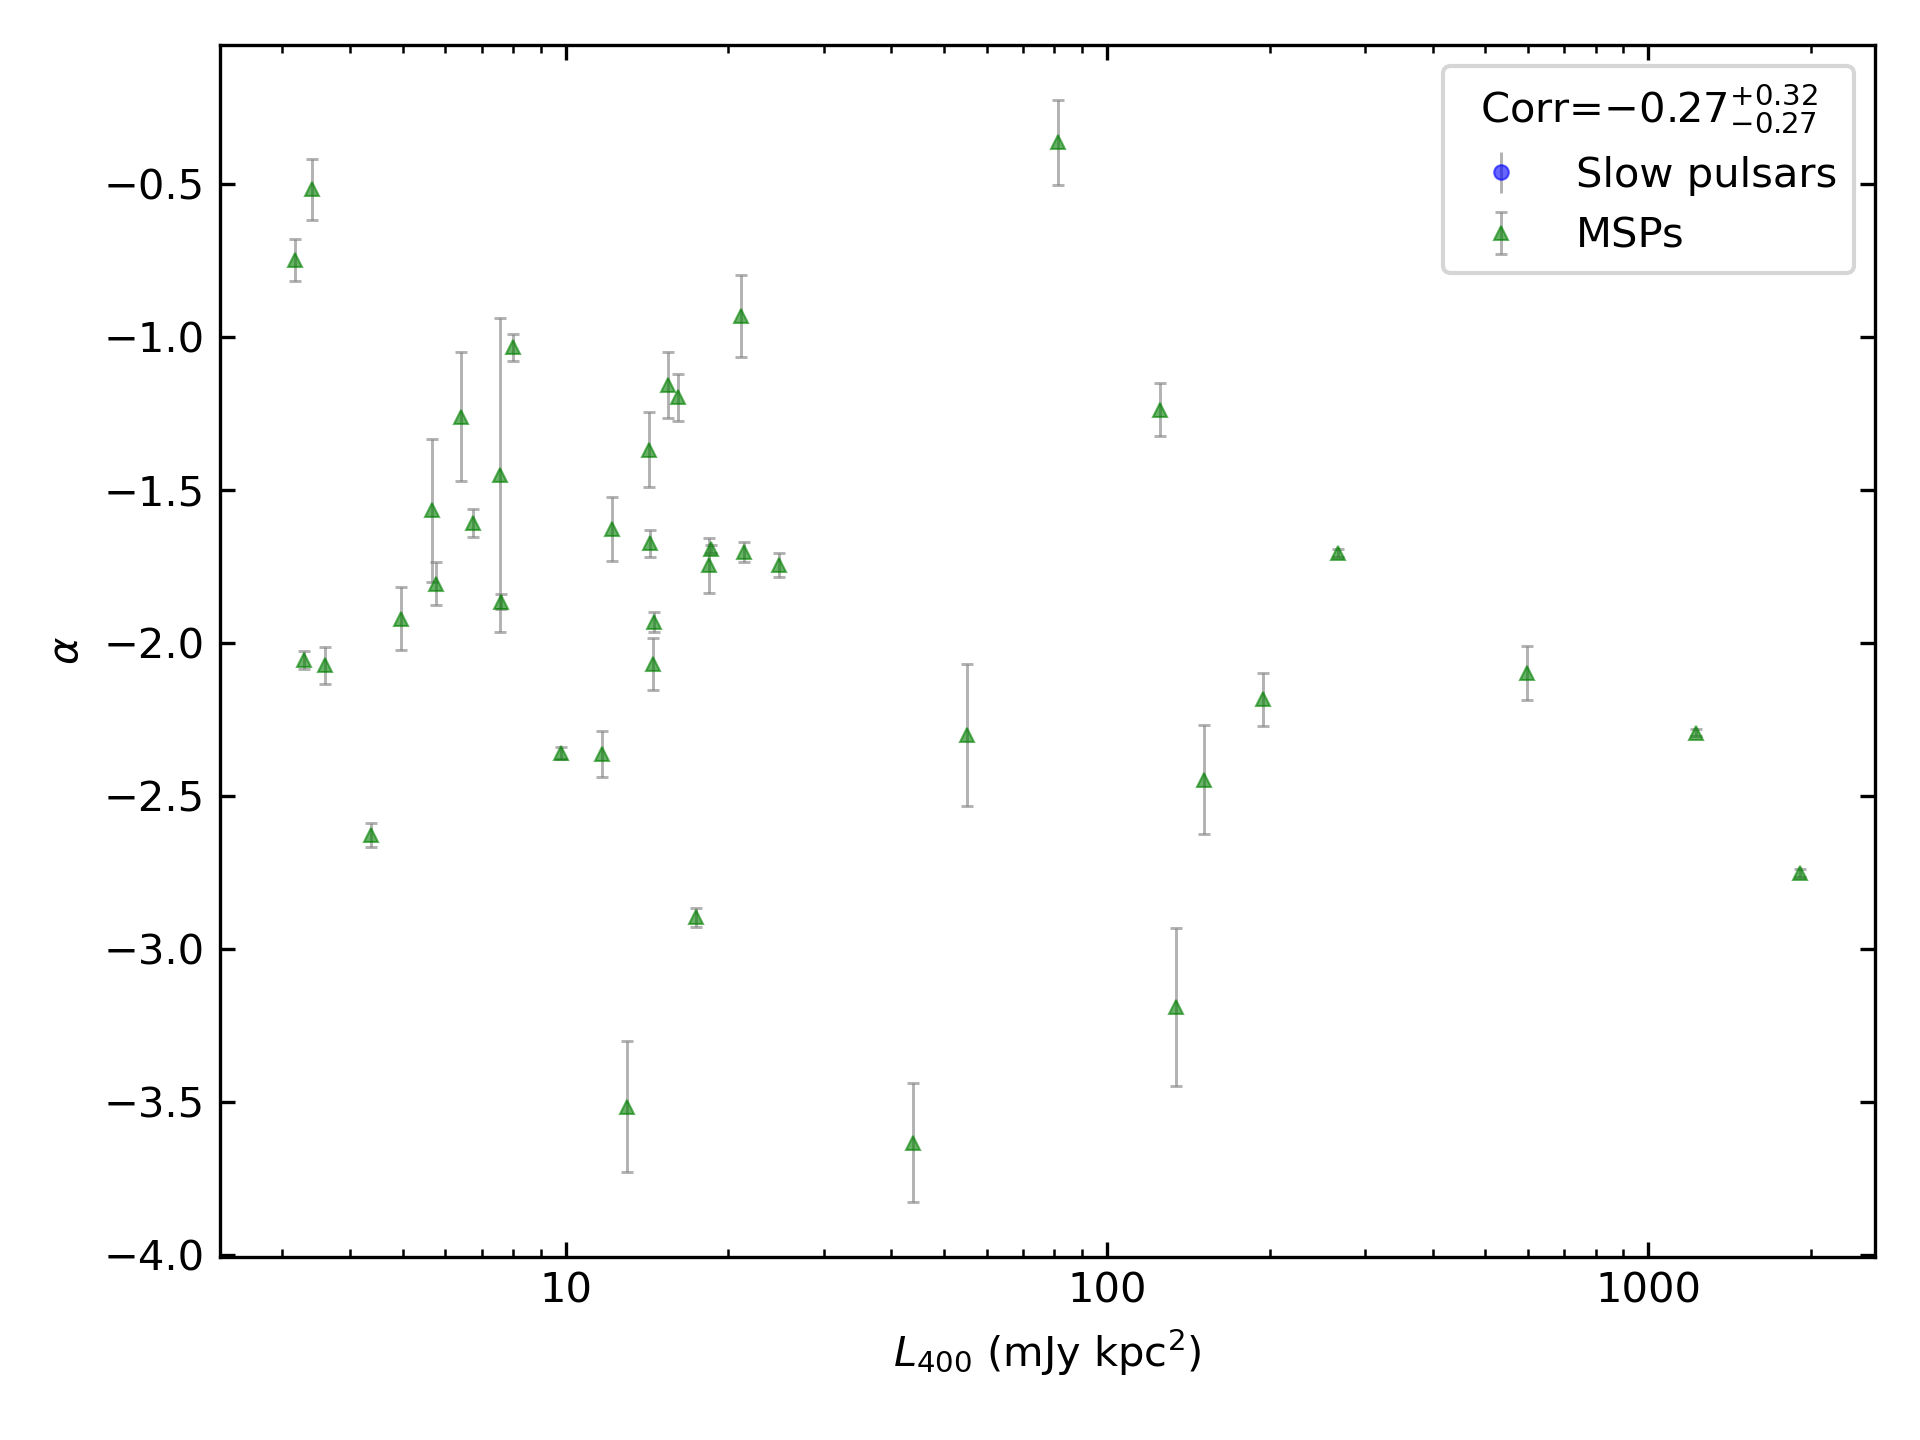 Corr=−0.27+0.32−0.27
Slow pulsars
MSPs
−0.5
−1.0
−1.5
−2.0
−2.5
−3.0
−3.5
−4.0
α
10 100 1000
L400 (mJy kpc2)